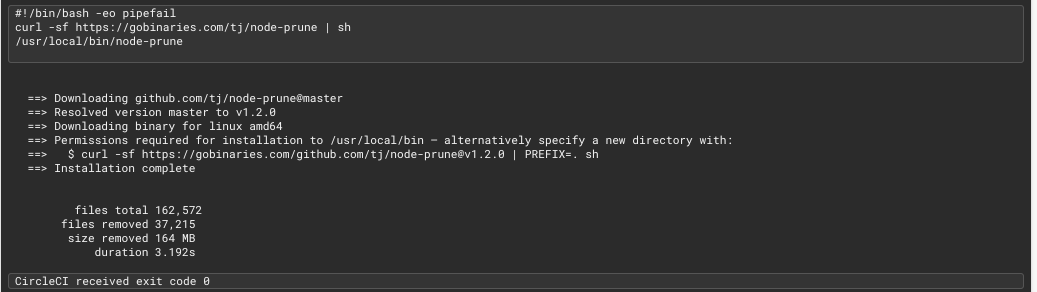 #!/bin/bash -eo pipefail
curl -sf https://gobinaries.com/tj/node-prune | sh
/usr/local/bin/node-prune
==> Downloading github.com/tj/node-prune@master
==> Resolved version master to v1.2.0
==> Downloading binary for linux amd64
==> Permissions required for installation to /usr/local/bin — alternatively specify a new directory with:
==>   $ curl -sf https://gobinaries.com/github.com/tj/node-prune@v1.2.0 | PREFIX=. sh
==> Installation complete
files total 162,572
files removed 37,215
size removed 164 MB
duration 3.192s
CircleCI received exit code 0